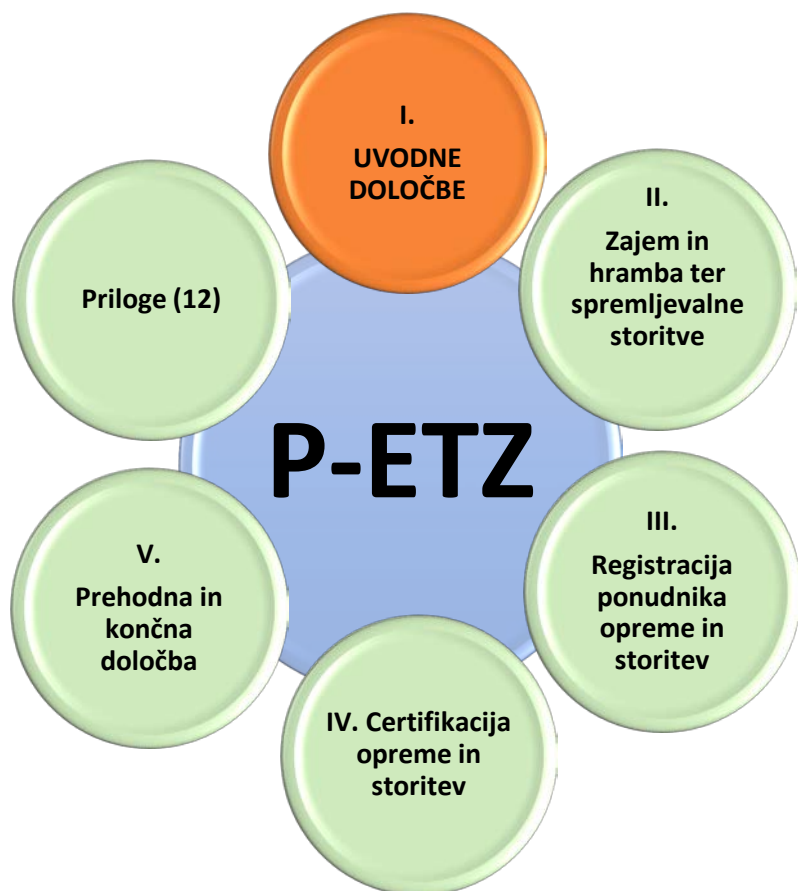 I.
UVODNE
DOLOČBE
II.
Zajem in
hramba ter
spremljevalne
storitve
III.
Registracija
ponudnika
opreme in
storitev
IV. Certifikacija
opreme in
storitev
V.
Prehodna in
končna
določba
Priloge (12)
P-ETZ